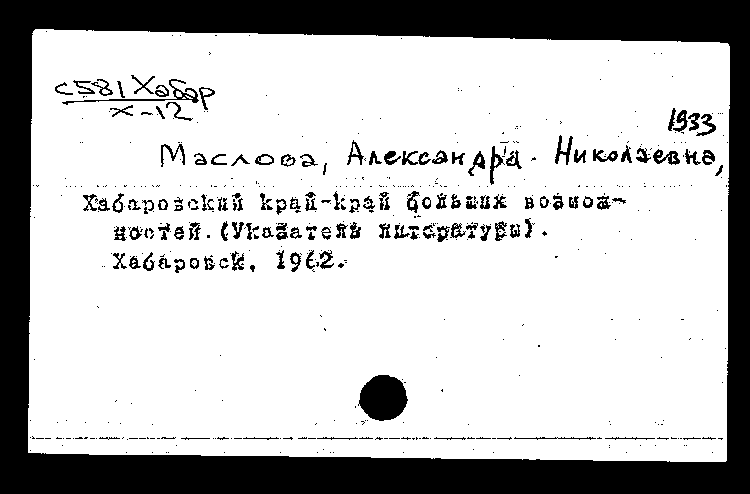 с581 Хабар
х-12
1933
Маслова, Александра Николаевна,
Хабаровский край-край больших возмож-
ностей. (Указатель литературы).
Хабаровск, 1962.